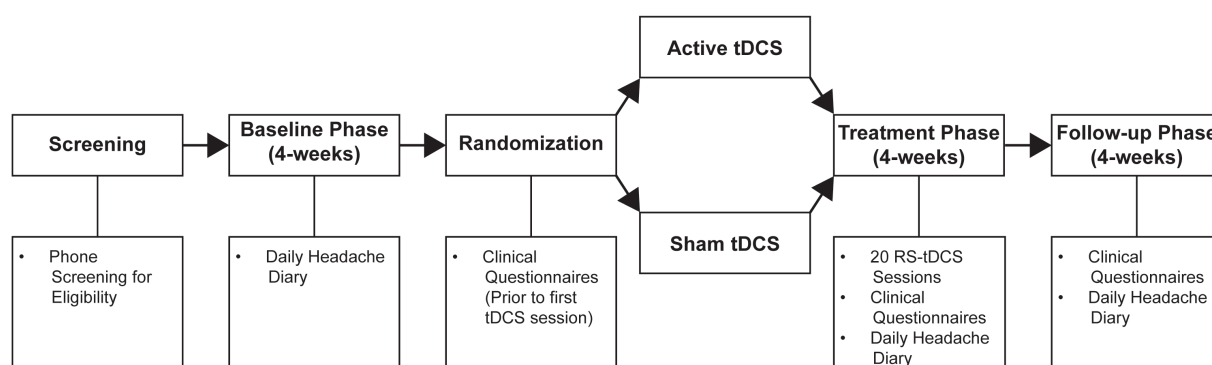 Active tDCS
Screening
Baseline Phase
(4-weeks)
Randomization
Treatment Phase
(4-weeks)
Follow-up Phase
(4-weeks)
Sham tDCS
• Phone
Screening for
Eligibility
• Daily Headache
Diary
• Clinical
Questionnaires
(Prior to first
tDCS session)
• 20 RS-tDCS
Sessions
• Clinical
Questionnaires
• Daily Headache
Diary
• Clinical
Questionnaires
• Daily Headache
Diary